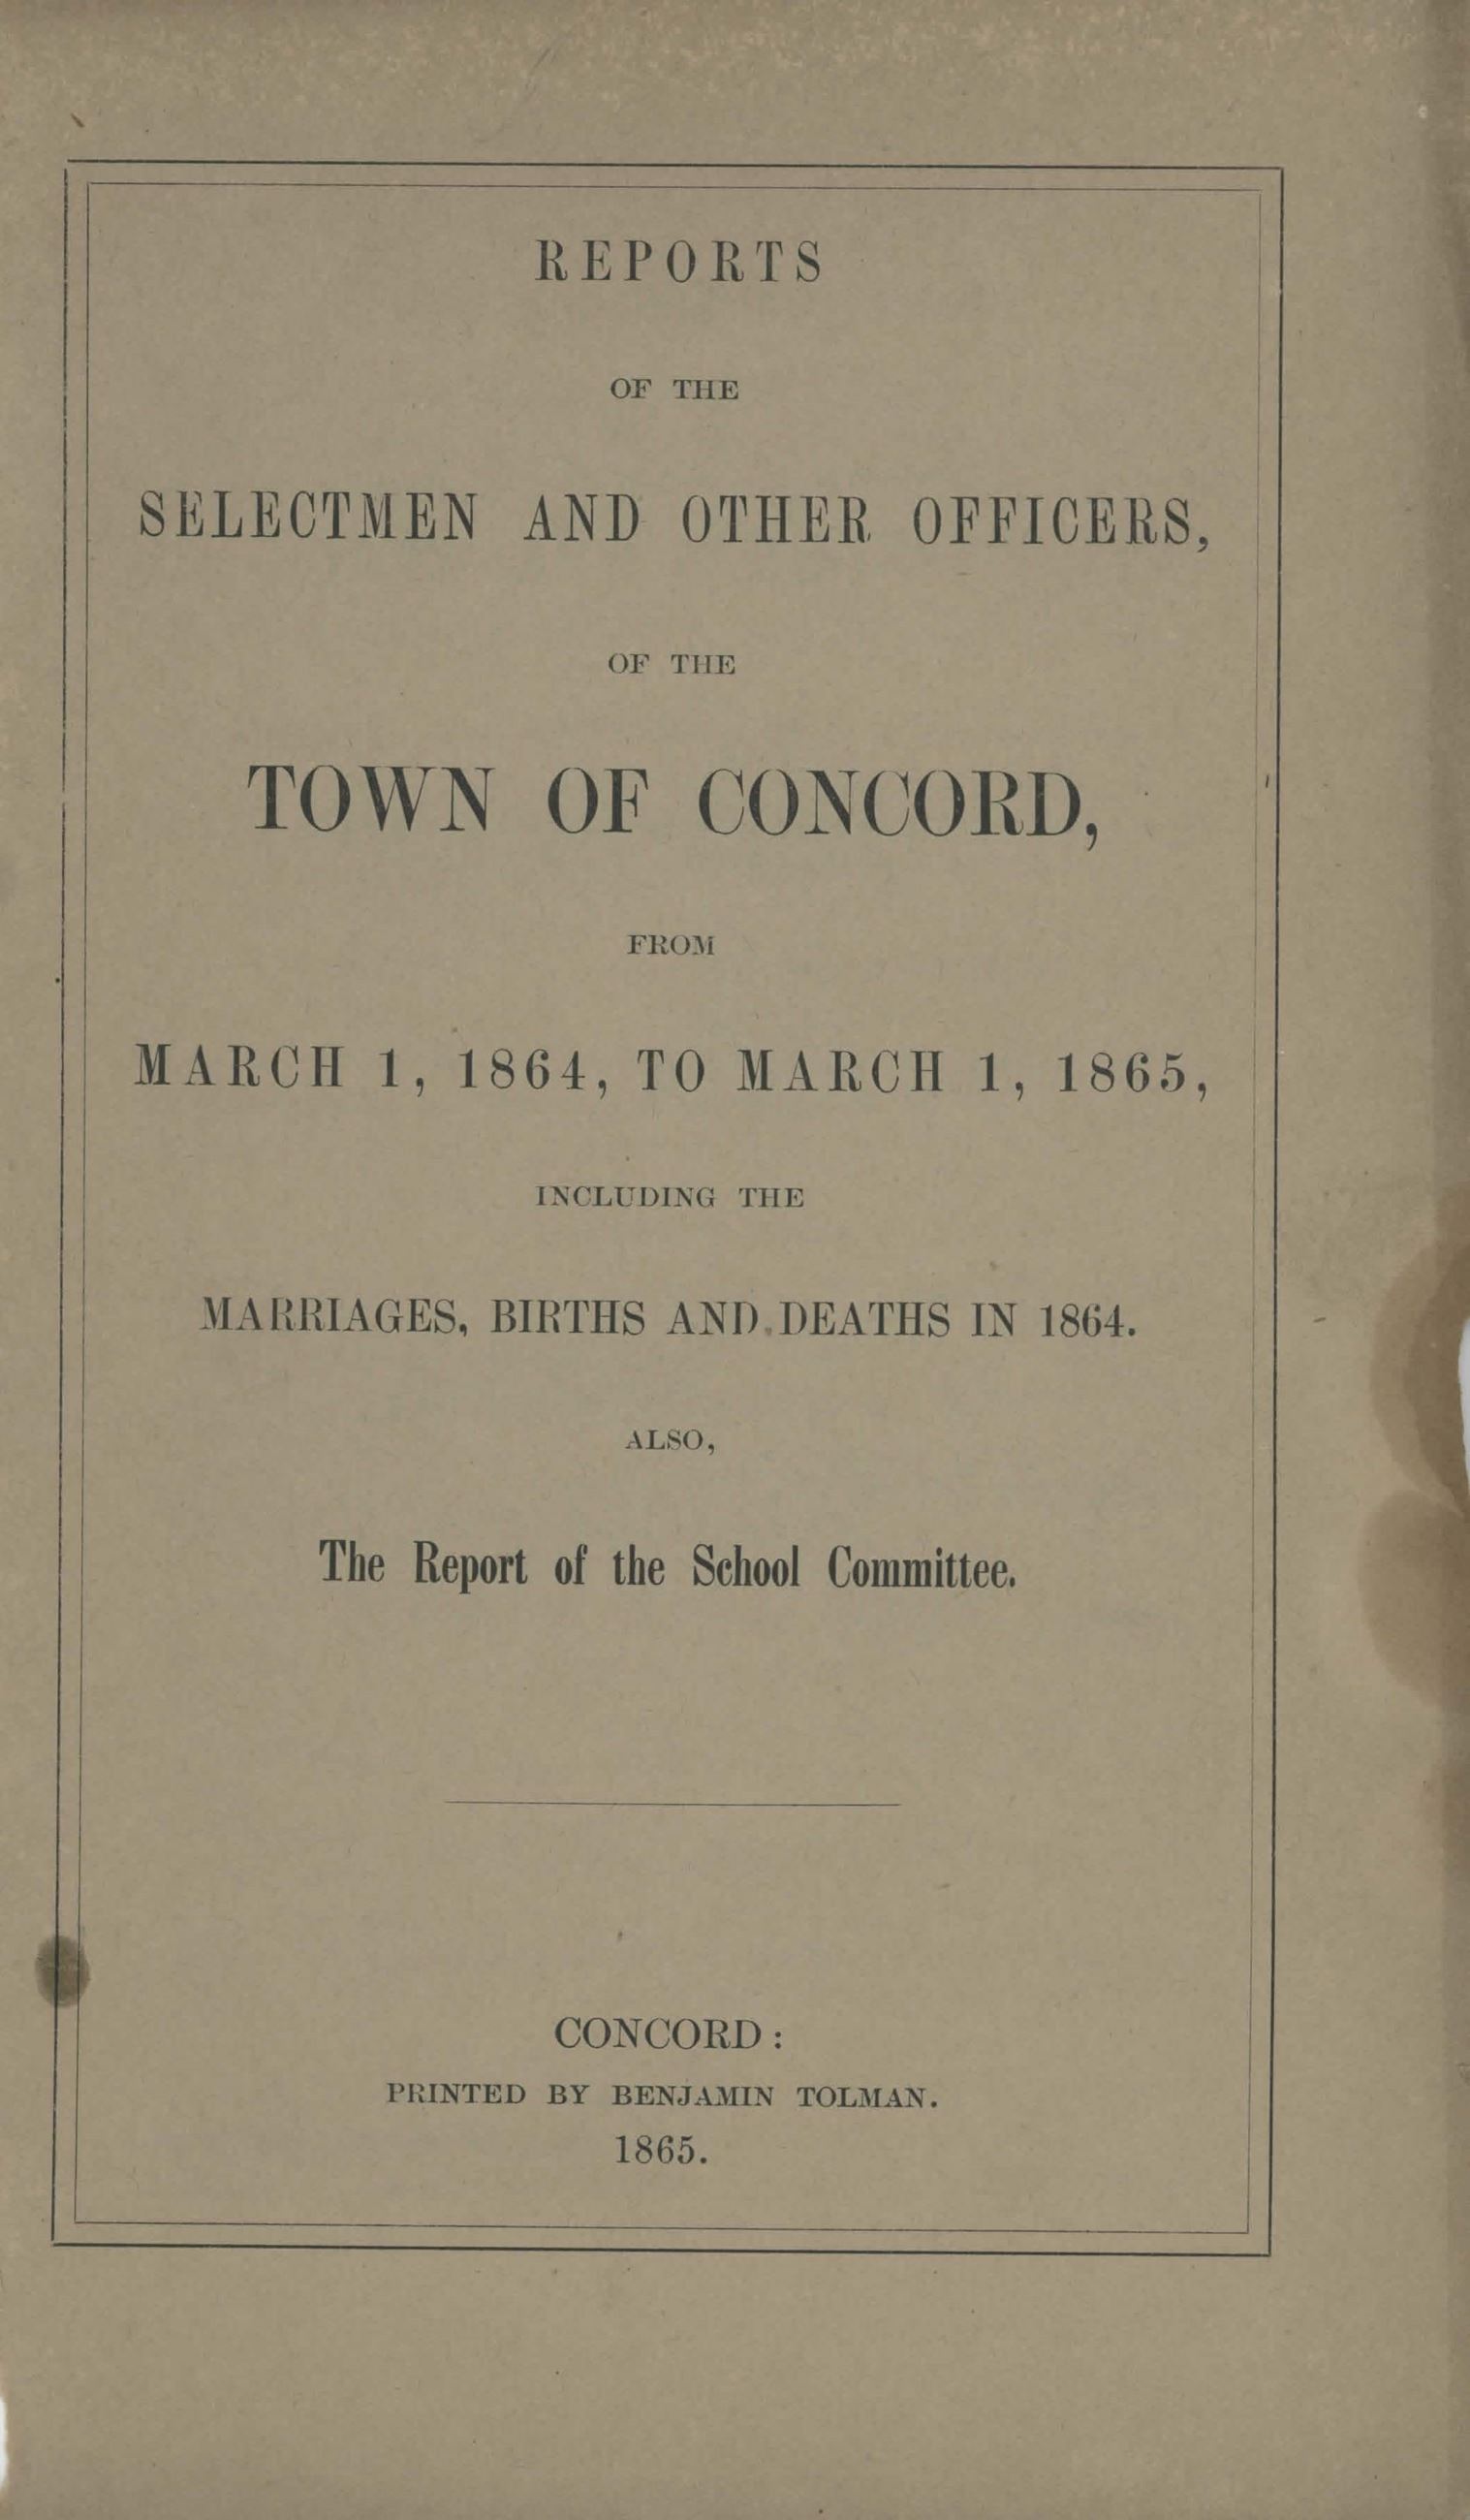 REPORTS
OF THE
SELECTMEN AND OTHER OFFICERS,
OF THE
TOWN OF CONCORD,
FROM
MARCH 1, 1864, TO MARCH 1, 1865,
INCLUDING THE
MARRIAGES, BIRTHS AND DEATHS IN 1864.
ALSO,
The Report of the School Committee.
CONCORD:
PRINTED BY BENJAMIN TOLMAN.
1865.